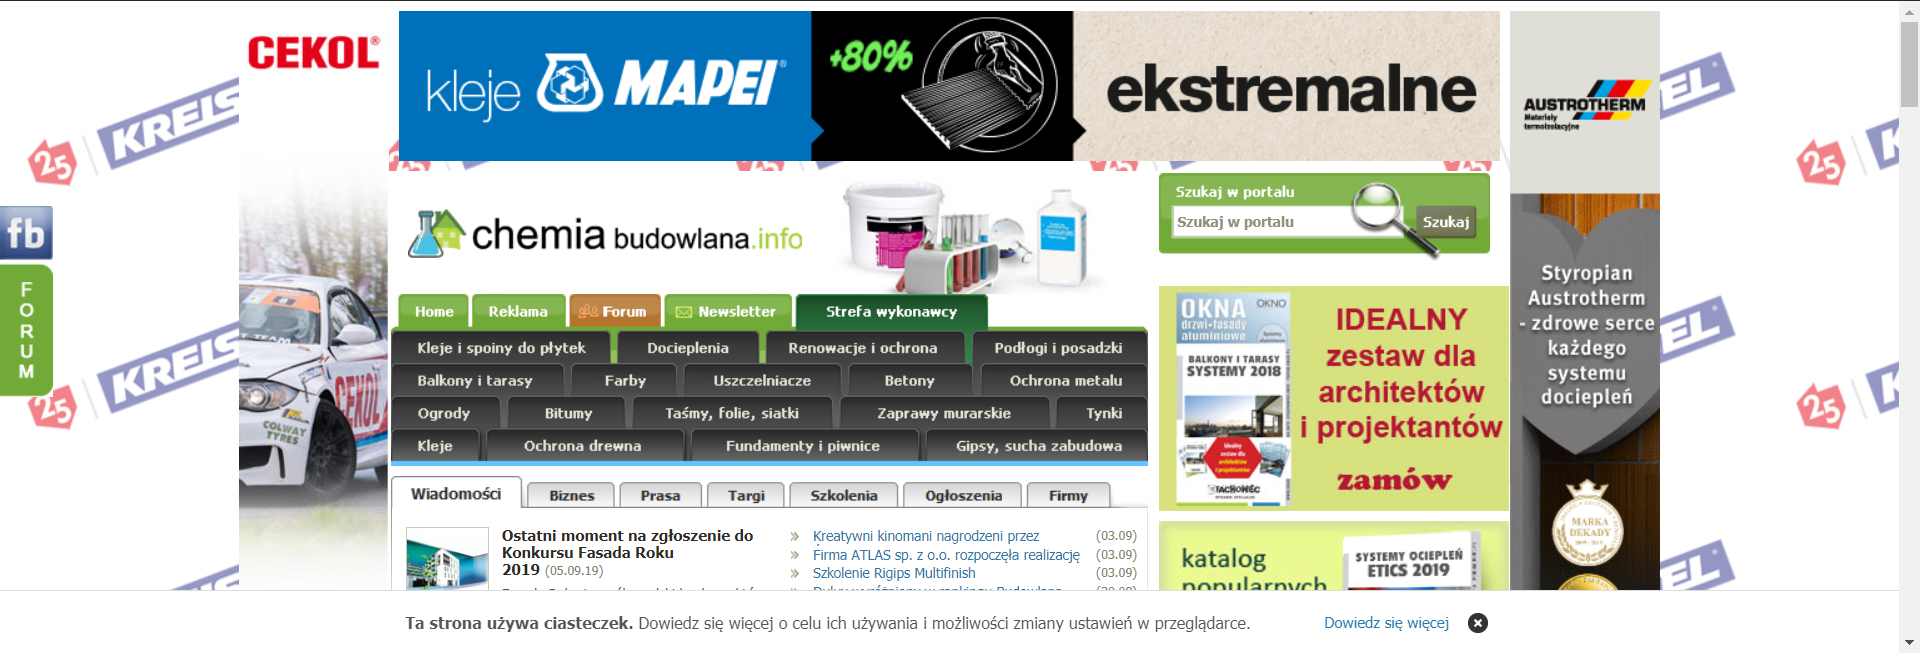 CEKOL®
kleje MAPEI®
+80%
ekstremalne
AUSTROTHERM
Materiały
termoizolacyjne
25 KREISEL
fb
FORUM
chemia budowlana.info
Szukaj w portalu
Szukaj w portalu
Szukaj
Home
Reklama
Forum
Newsletter
Strefa wykonawcy
Kleje i spoiny do płytek
Docieplenia
Renowacje i ochrona
Podłogi i posadzki
Balkony i tarasy
Farby
Uszczelniacze
Betony
Ochrona metalu
Ogrody
Bitumy
Taśmy, folie, siatki
Zaprawy murarskie
Tynki
Kleje
Ochrona drewna
Fundamenty i piwnice
Gipsy, sucha zabudowa
Wiadomości
Biznes
Prasa
Targi
Szkolenia
Ogłoszenia
Firmy
Ostatni moment na zgłoszenie do
Konkursu Fasada Roku
2019 (05.09.19)
Kreatywni kinomani nagrodzeni przez (03.09)
Firma ATLAS sp. z o.o. rozpoczęła realizację (03.09)
Szkolenie Rigips Multifinish (03.09)
OKNA OKNO
drzwi·fasady
aluminiowe
BALKONY I TARASY
SYSTEMY 2018
FACHOWIEC
IDEALNY
zestaw dla
architektów
i projektantów
zamów
katalog
popularnych
SYSTEMY OCIEPLEŃ
ETICS 2019
Styropian
Austrotherm
- zdrowe serce
każdego
systemu
dociepleń
MARKA
DEKADY
CEKOL
COLWAY
TYRES
Ta strona używa ciasteczek. Dowiedz się więcej o celu ich używania i możliwości zmiany ustawień w przeglądarce.
Dowiedz się więcej